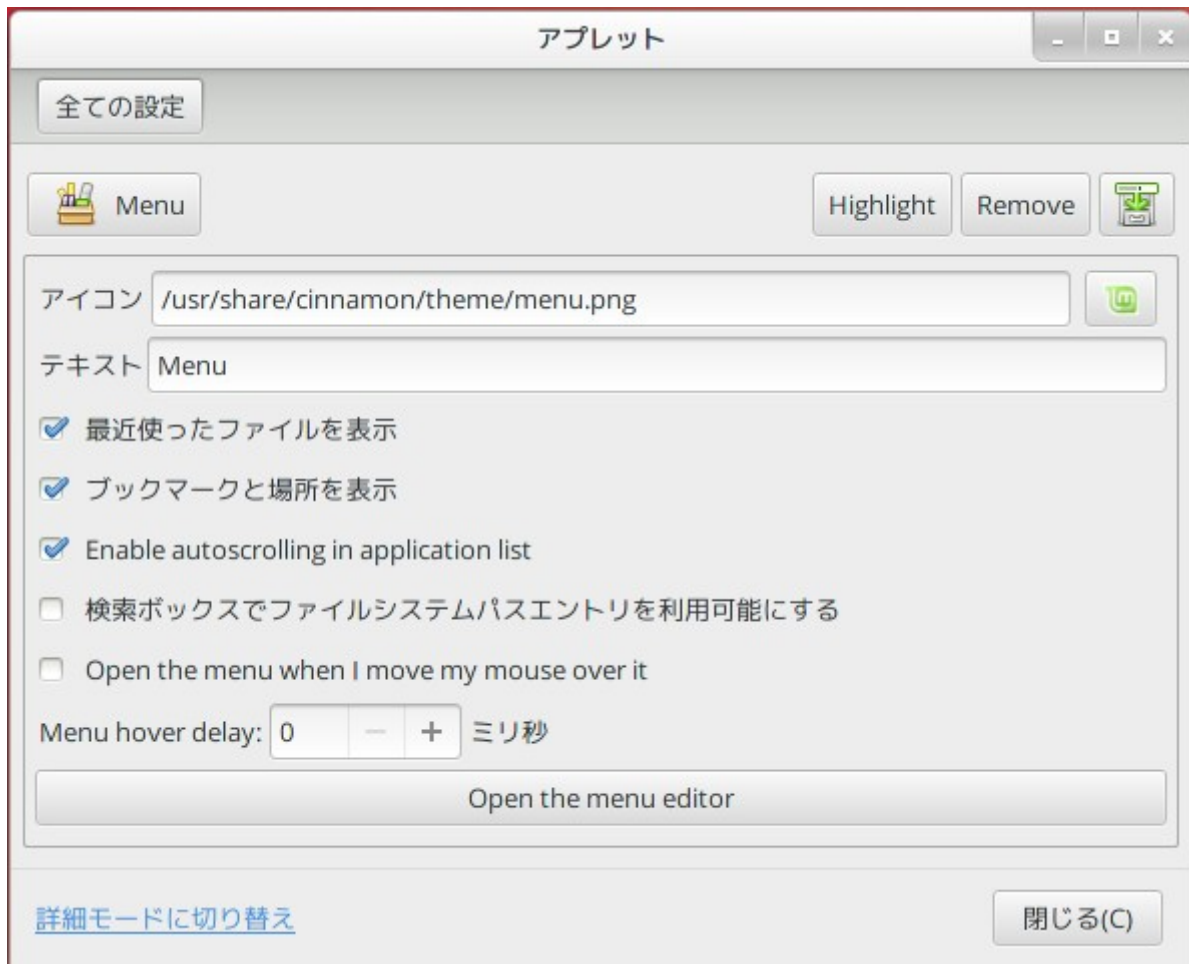 アプレット
全ての設定
Menu Highlight Remove
アイコン /usr/share/cinnamon/theme/menu.png
テキスト Menu
最近使ったファイルを表示
ブックマークと場所を表示
Enable autoscrolling in application list
検索ボックスでファイルシステムパスエントリを利用可能にする
Open the menu when I move my mouse over it
Menu hover delay: 0 − + ミリ秒
Open the menu editor
詳細モードに切り替え 閉じる(C)